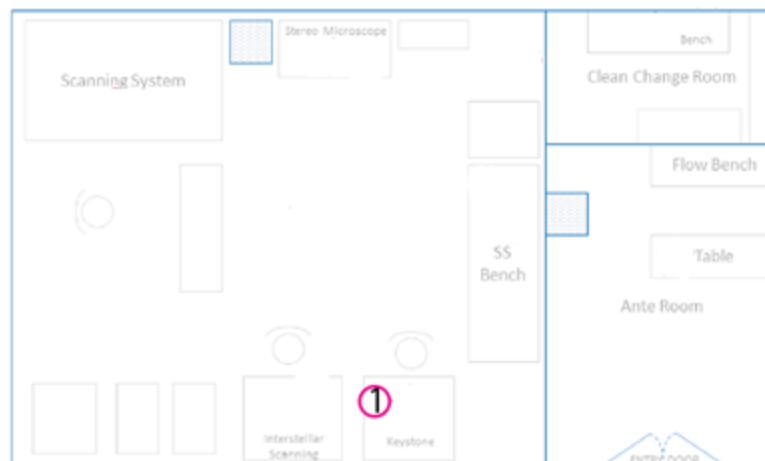 Stereo Microscope
Scanning System
Bench
Clean Change Room
Flow Bench
SS
Bench
Table
Ante Room
1
Interstellar
Scanning
Keystone
ENTRY DOOR